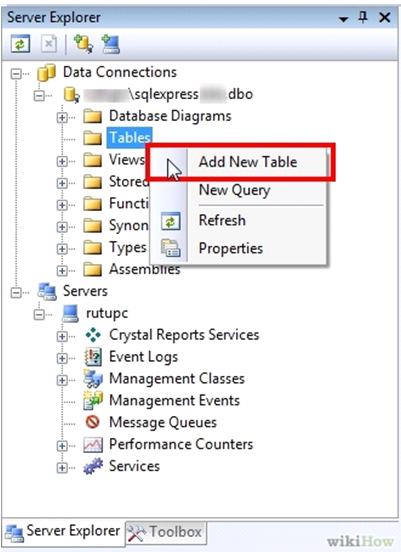 Server Explorer
Data Connections
\sqlexpress .dbo
Database Diagrams
Tables
Add New Table
Views
New Query
Stored
Functi
Refresh
Synon
Types
Properties
Assemblies
Servers
rutupc
Crystal Reports Services
Event Logs
Management Classes
Management Events
Message Queues
Performance Counters
Services
Server Explorer Toolbox
wikiHow